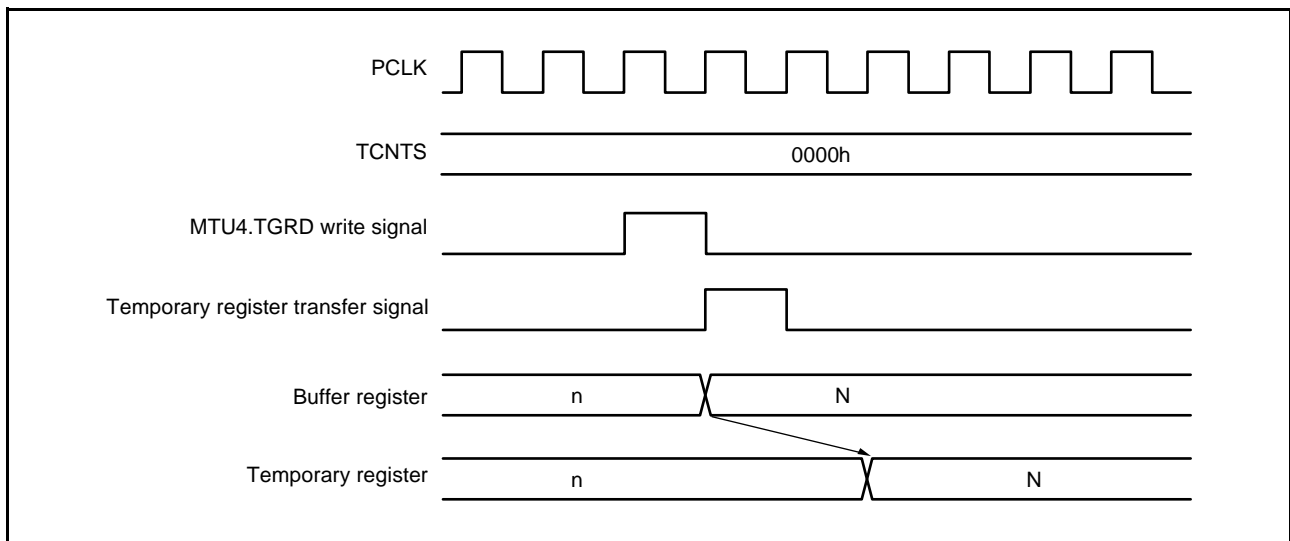 PCLK
TCNTS
0000h
MTU4.TGRD write signal
Temporary register transfer signal
Buffer register
n
N
Temporary register
n
N